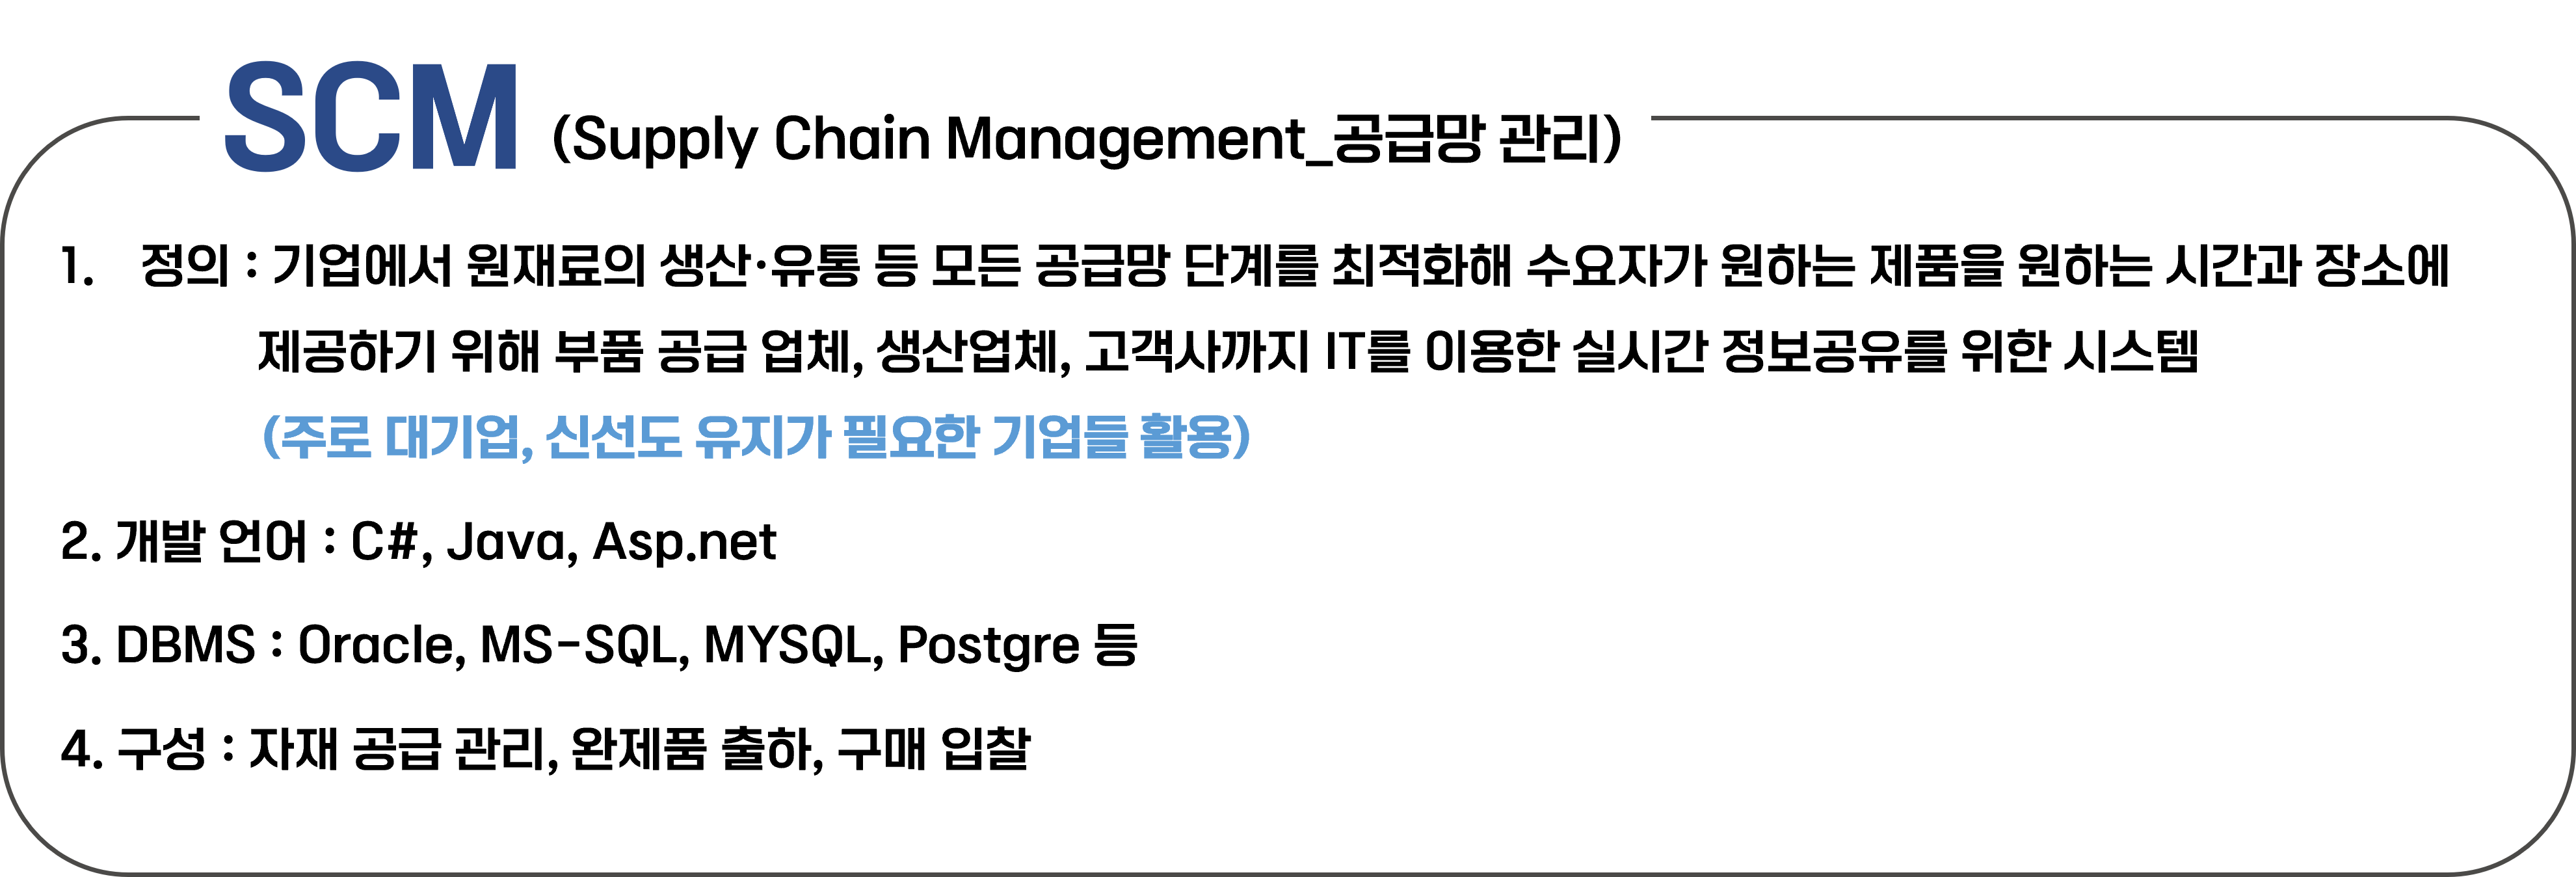 SCM (Supply Chain Management_공급망 관리)
1. 정의 : 기업에서 원재료의 생산·유통 등 모든 공급망 단계를 최적화해 수요자가 원하는 제품을 원하는 시간과 장소에
제공하기 위해 부품 공급 업체, 생산업체, 고객사까지 IT를 이용한 실시간 정보공유를 위한 시스템
(주로 대기업, 신선도 유지가 필요한 기업들 활용)
2. 개발 언어 : C#, Java, Asp.net
3. DBMS : Oracle, MS-SQL, MYSQL, Postgre 등
4. 구성 : 자재 공급 관리, 완제품 출하, 구매 입찰